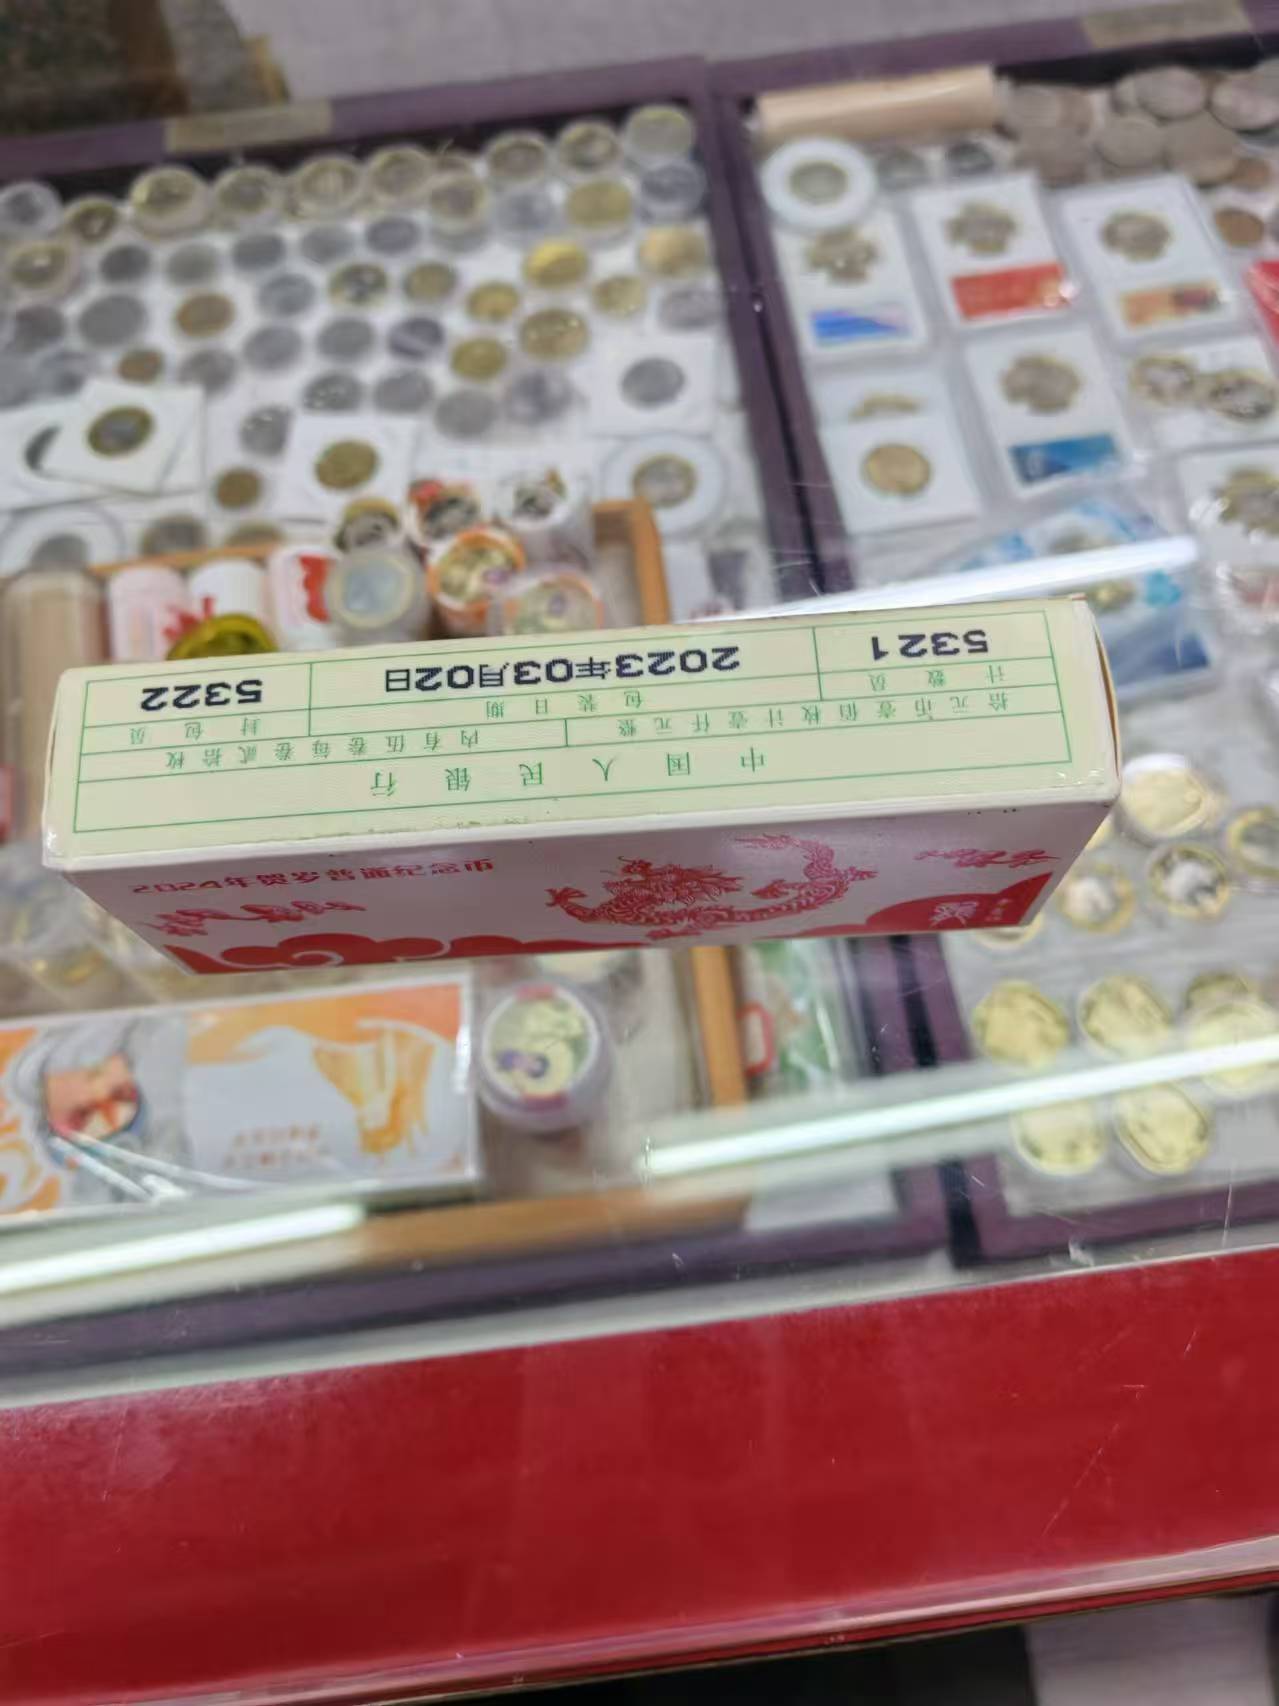 中国人民银行
拾元币壹佰枚计壹仟元整 内有伍卷每卷贰拾枚
计数员 包装日期 封包员
5321 2023年03月02日 5322
2024年贺岁普通纪念币